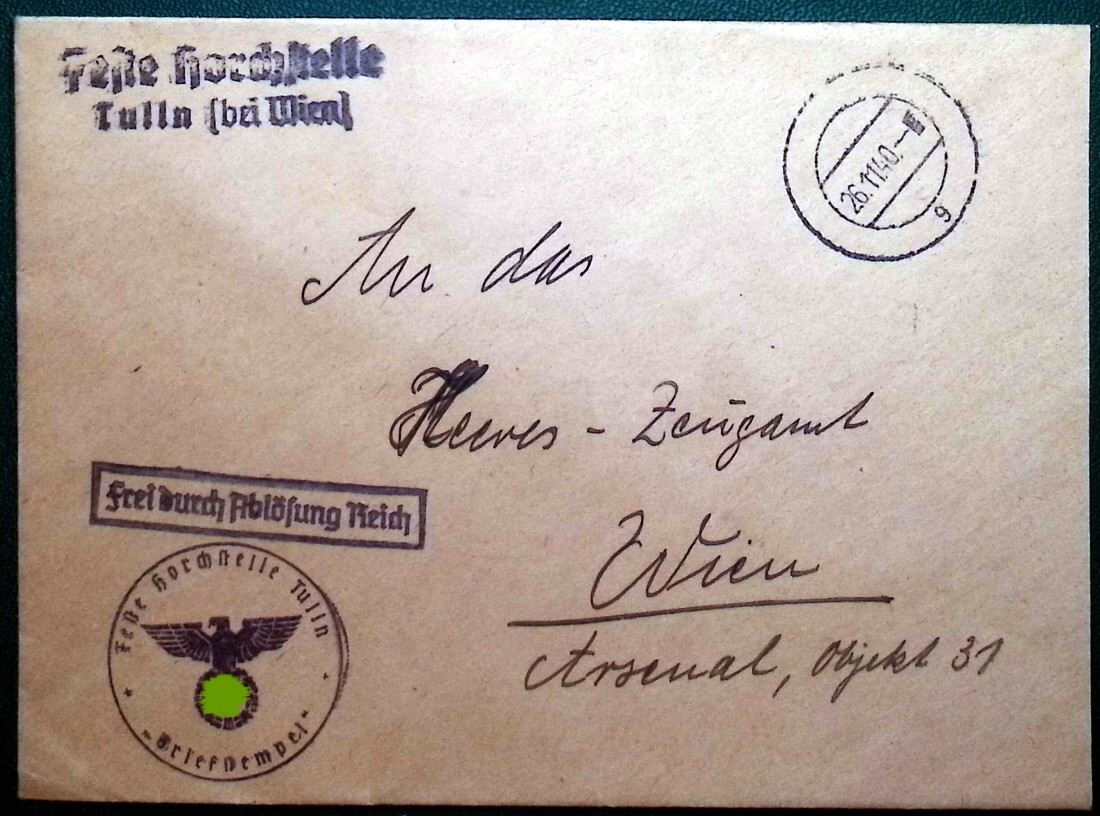 Feste Horchstelle
Tulln (bei Wien)
26.11.40.-
g
An das
Heeres - Zeugamt
Frei durch Ablösung Reich
Wien
Arsenal, Objekt 31
Feste Horchstelle Tulln
"Briefstempel"